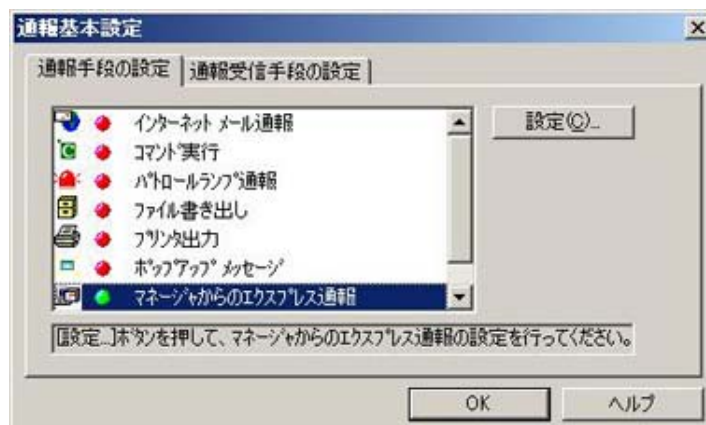 通報基本設定
通報手段の設定 通報受信手段の設定
インターネット メール通報
設定(C)...
コマンド実行
パトロールランプ通報
ファイル書き出し
プリンタ出力
ポップアップ メッセージ
マネージャからのエクスプレス通報
[設定...]ボタンを押して、マネージャからのエクスプレス通報の設定を行ってください。
OK ヘルプ